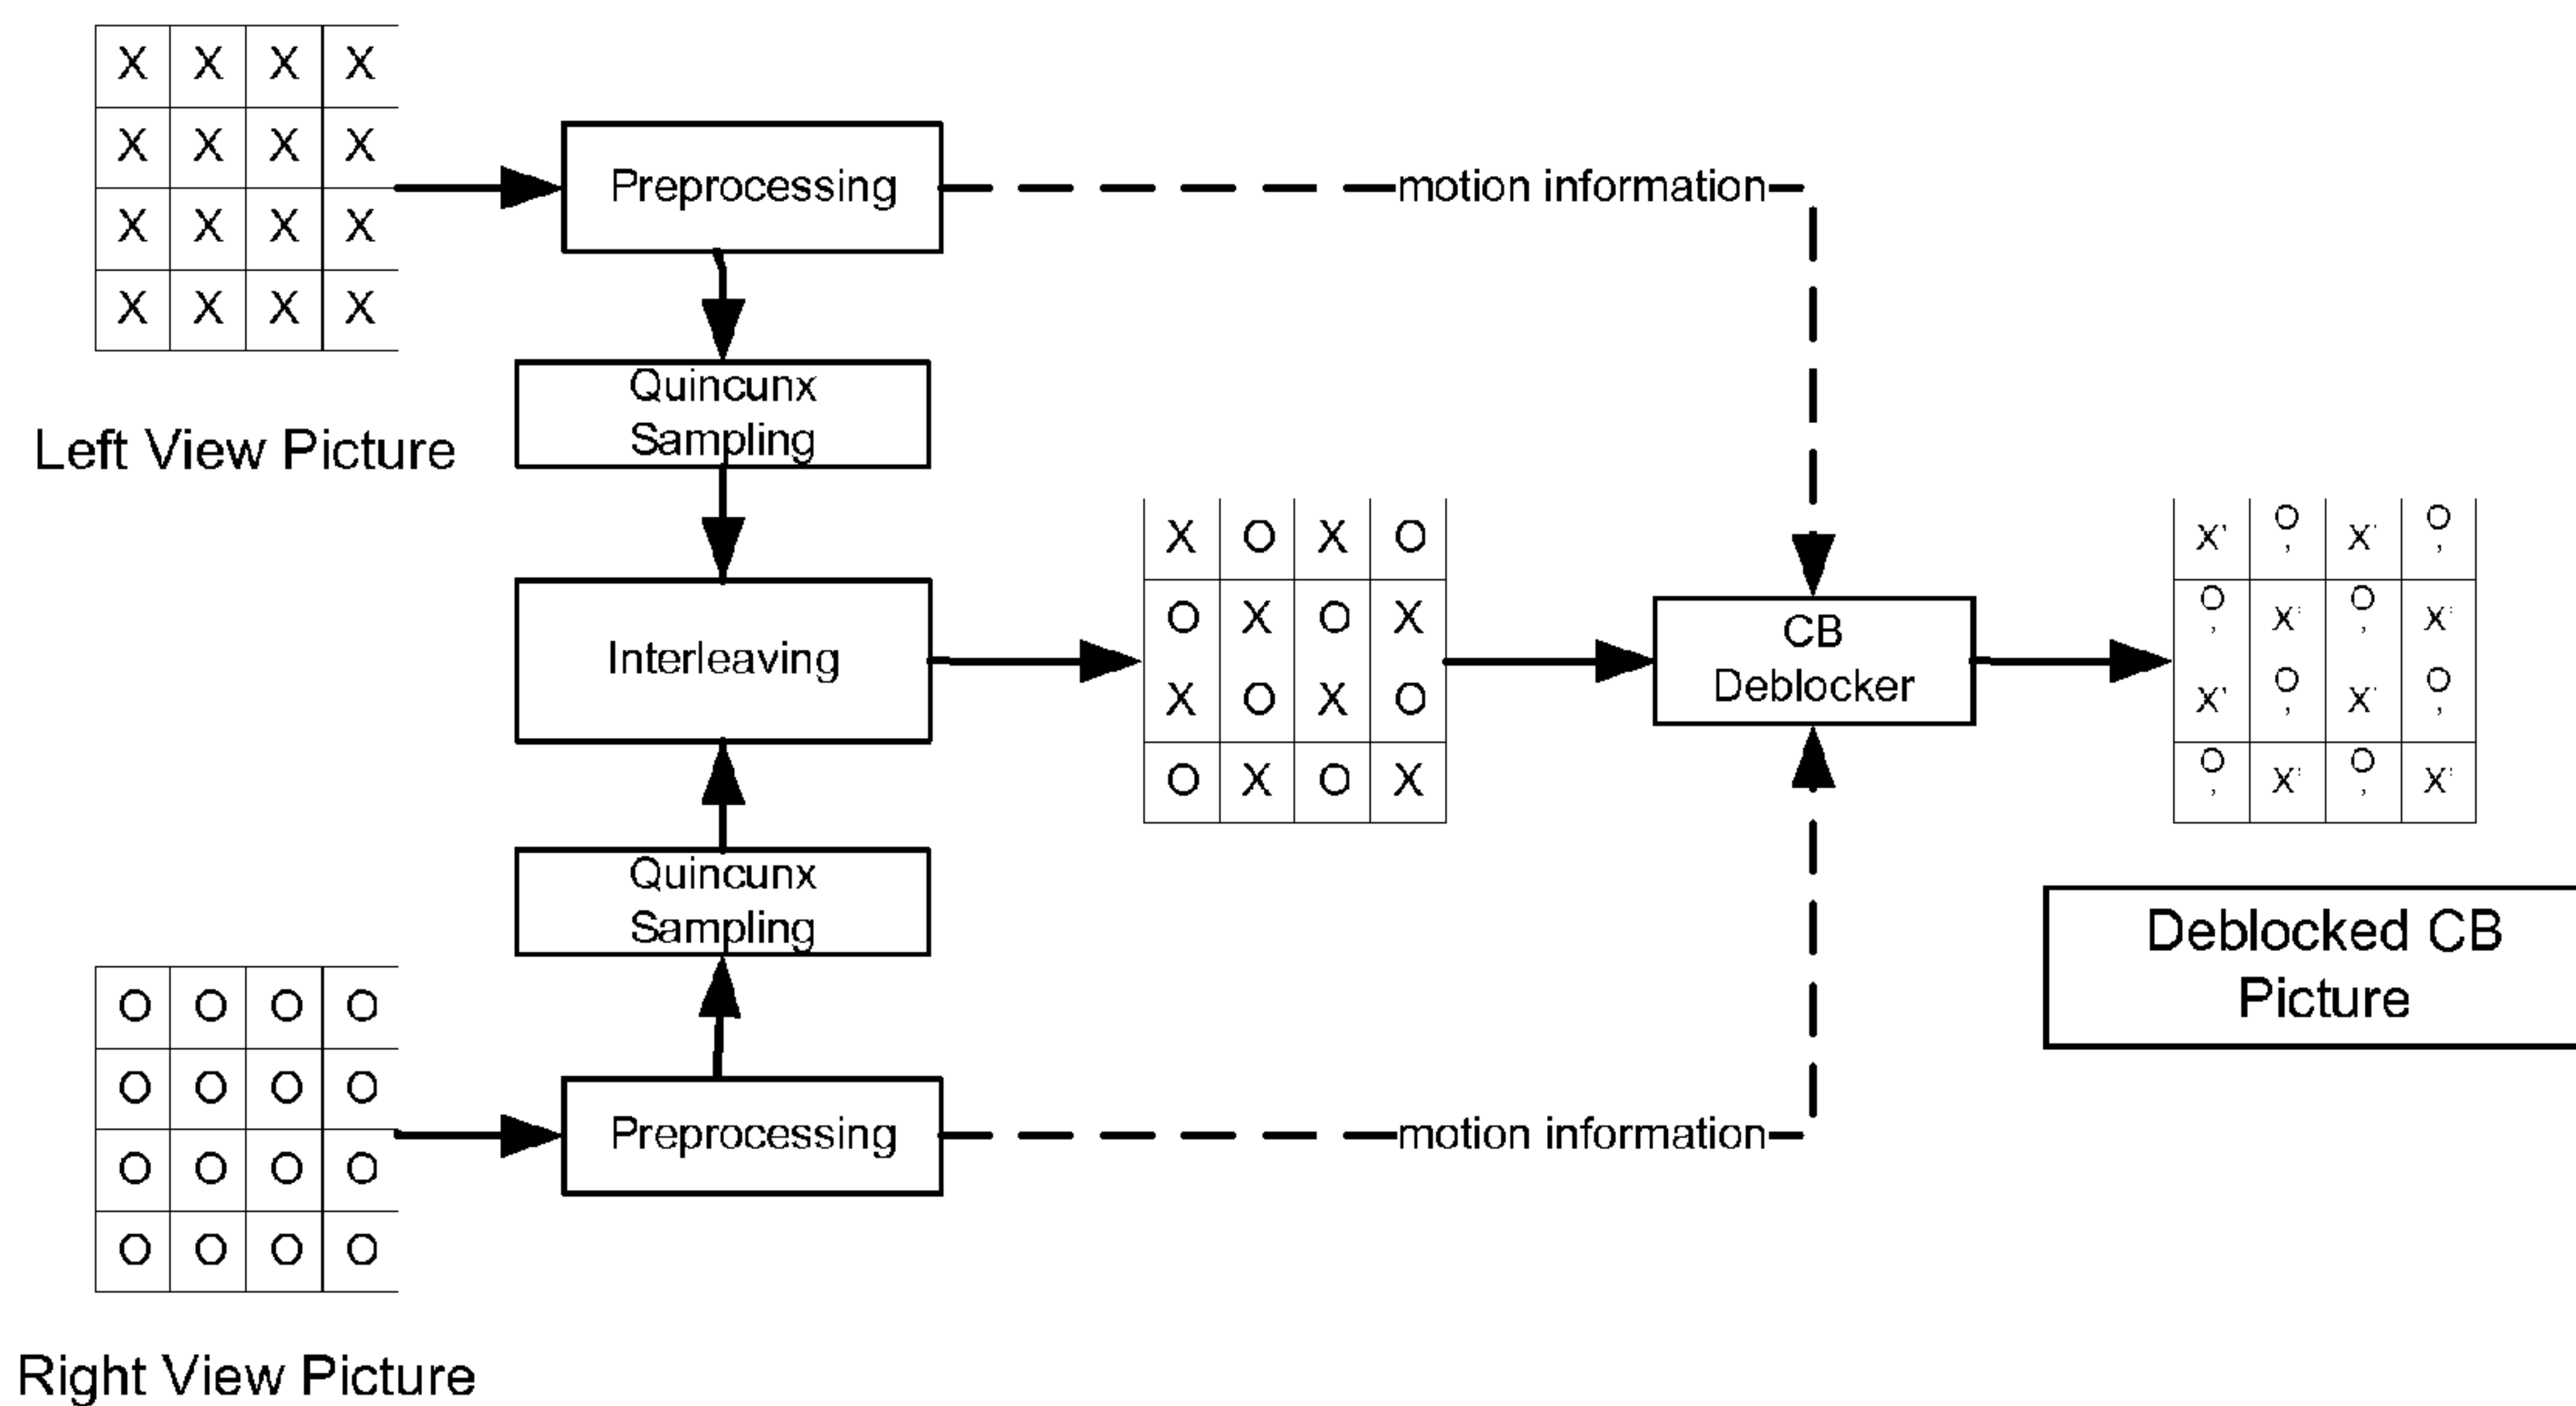 X X X X
X X X X
X X X X
X X X X
Left View Picture
Preprocessing
motion information
Quincunx
Sampling
Interleaving
X O X O
O X O X
X O X O
O X O X
CB
Deblocker
X' O' X' O'
O' X' O' X'
X' O' X' O'
O' X' O' X'
Deblocked CB
Picture
Quincunx
Sampling
O O O O
O O O O
O O O O
O O O O
Preprocessing
motion information
Right View Picture